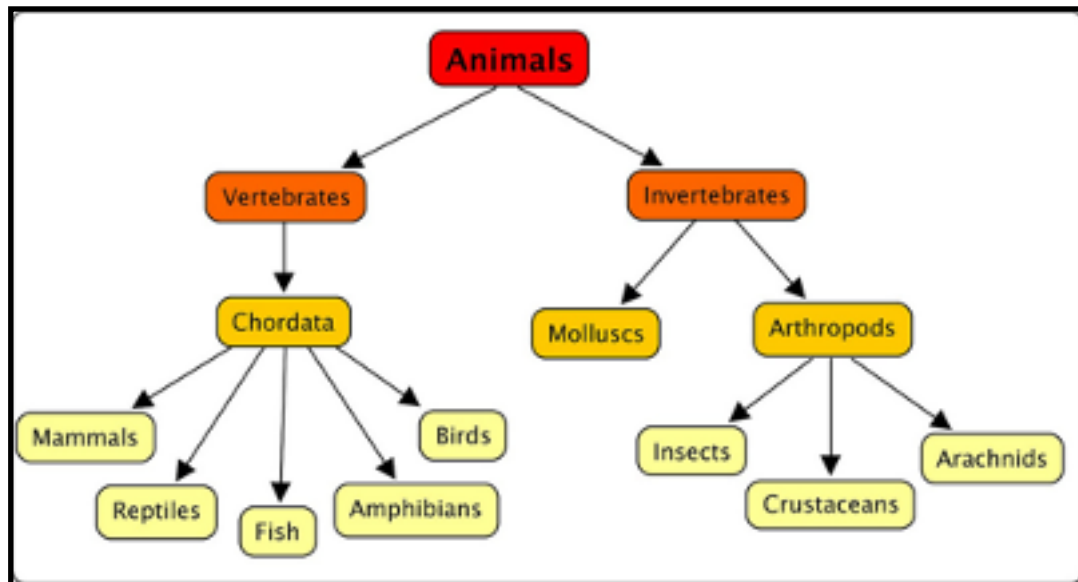 Animals
Vertebrates
Invertebrates
Chordata
Molluscs
Arthropods
Mammals
Birds
Insects
Arachnids
Reptiles
Fish
Amphibians
Crustaceans